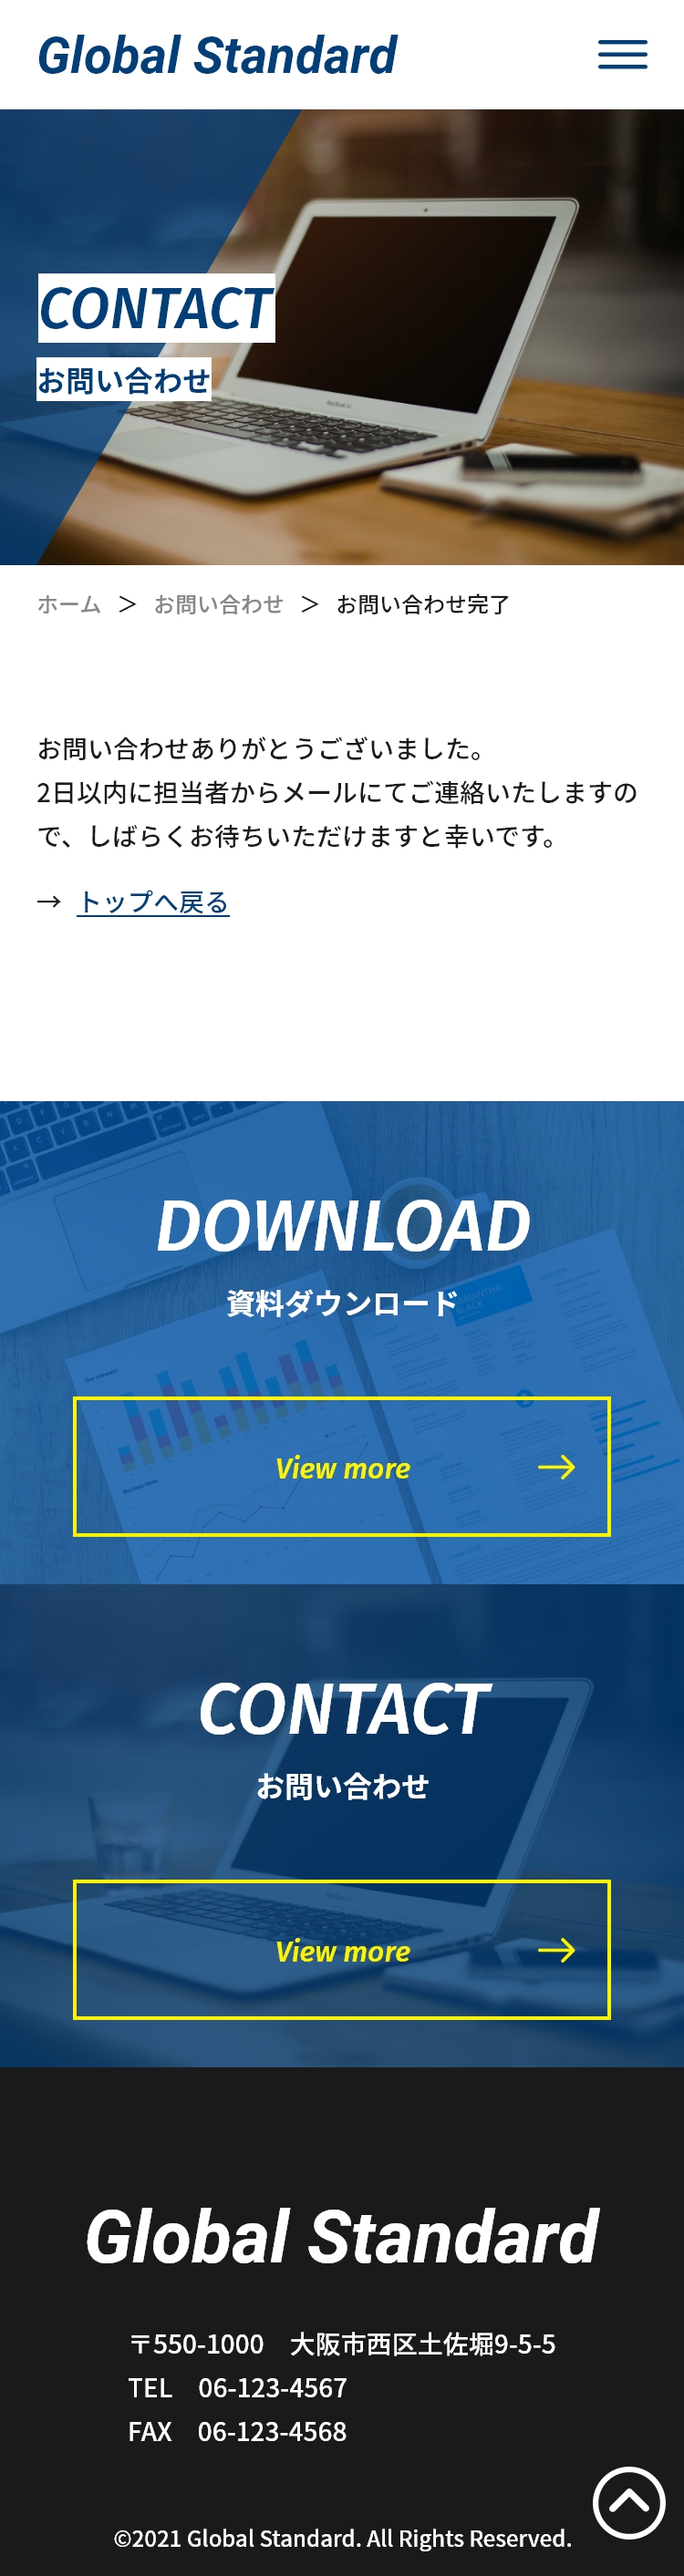 Global Standard
CONTACT
お問い合わせ
ホーム ＞ お問い合わせ ＞ お問い合わせ完了
お問い合わせありがとうございました。
2日以内に担当者からメールにてご連絡いたしますの
で、しばらくお待ちいただけますと幸いです。
→ トップへ戻る
DOWNLOAD
資料ダウンロード
View more →
CONTACT
お問い合わせ
View more →
Global Standard
〒550-1000　大阪市西区土佐堀9-5-5
TEL　06-123-4567
FAX　06-123-4568
©2021 Global Standard. All Rights Reserved.